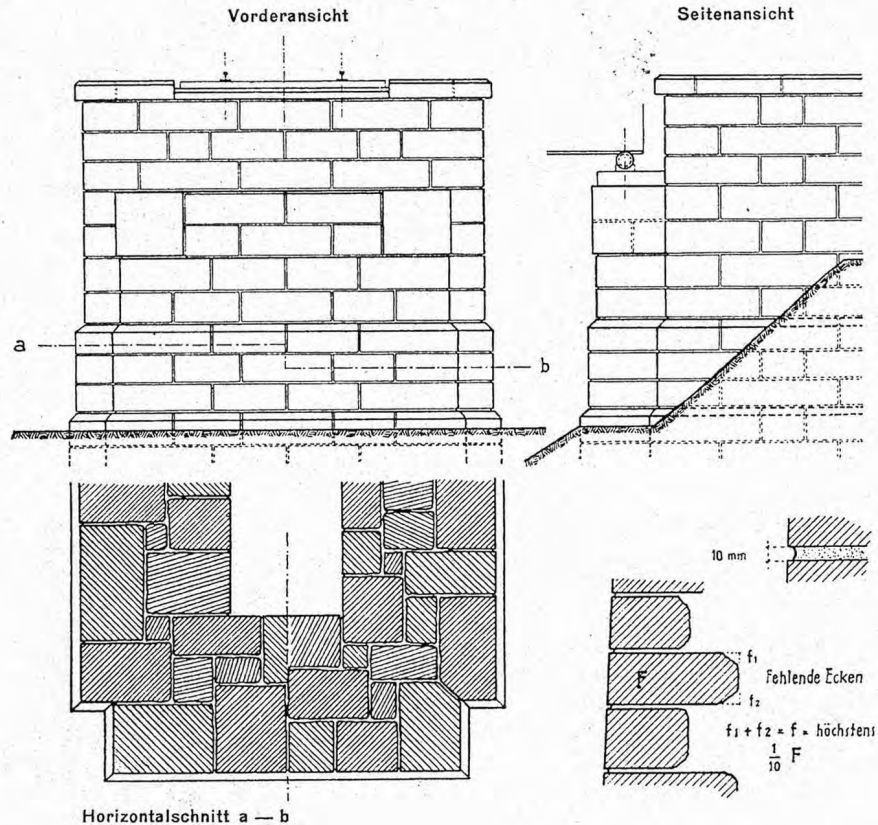 Vorderansicht
Seitenansicht
a
b
10 mm
F
f₁
Fehlende Ecken
f₂
f₁ + f₂ = f = höchstens
1/10 F
Horizontalschnitt a — b